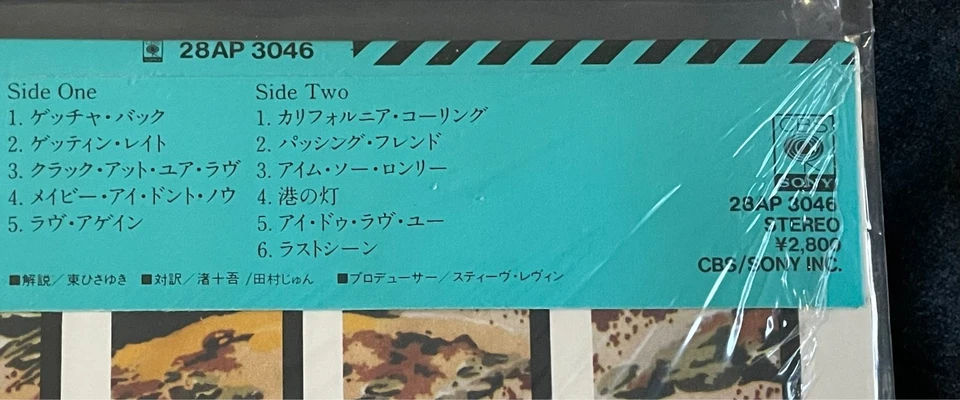 28AP 3046
Side One
1. ゲッチャ・バック
2. ゲッティン・レイト
3. クラック・アット・ユア・ラヴ
4. メイビー・アイ・ドント・ノウ
5. ラヴ・アゲイン
Side Two
1. カリフォルニア・コーリング
2. パッシング・フレンド
3. アイム・ソー・ロンリー
4. 港の灯
5. アイ・ドゥ・ラヴ・ユー
6. ラストシーン
■解説／東ひさゆき ■対訳／渚十吾/田村じゅん ■プロデューサー／スティーヴ・レヴィン
CBS
SONY
28AP 3046
STEREO
¥2,800
CBS/SONY INC.